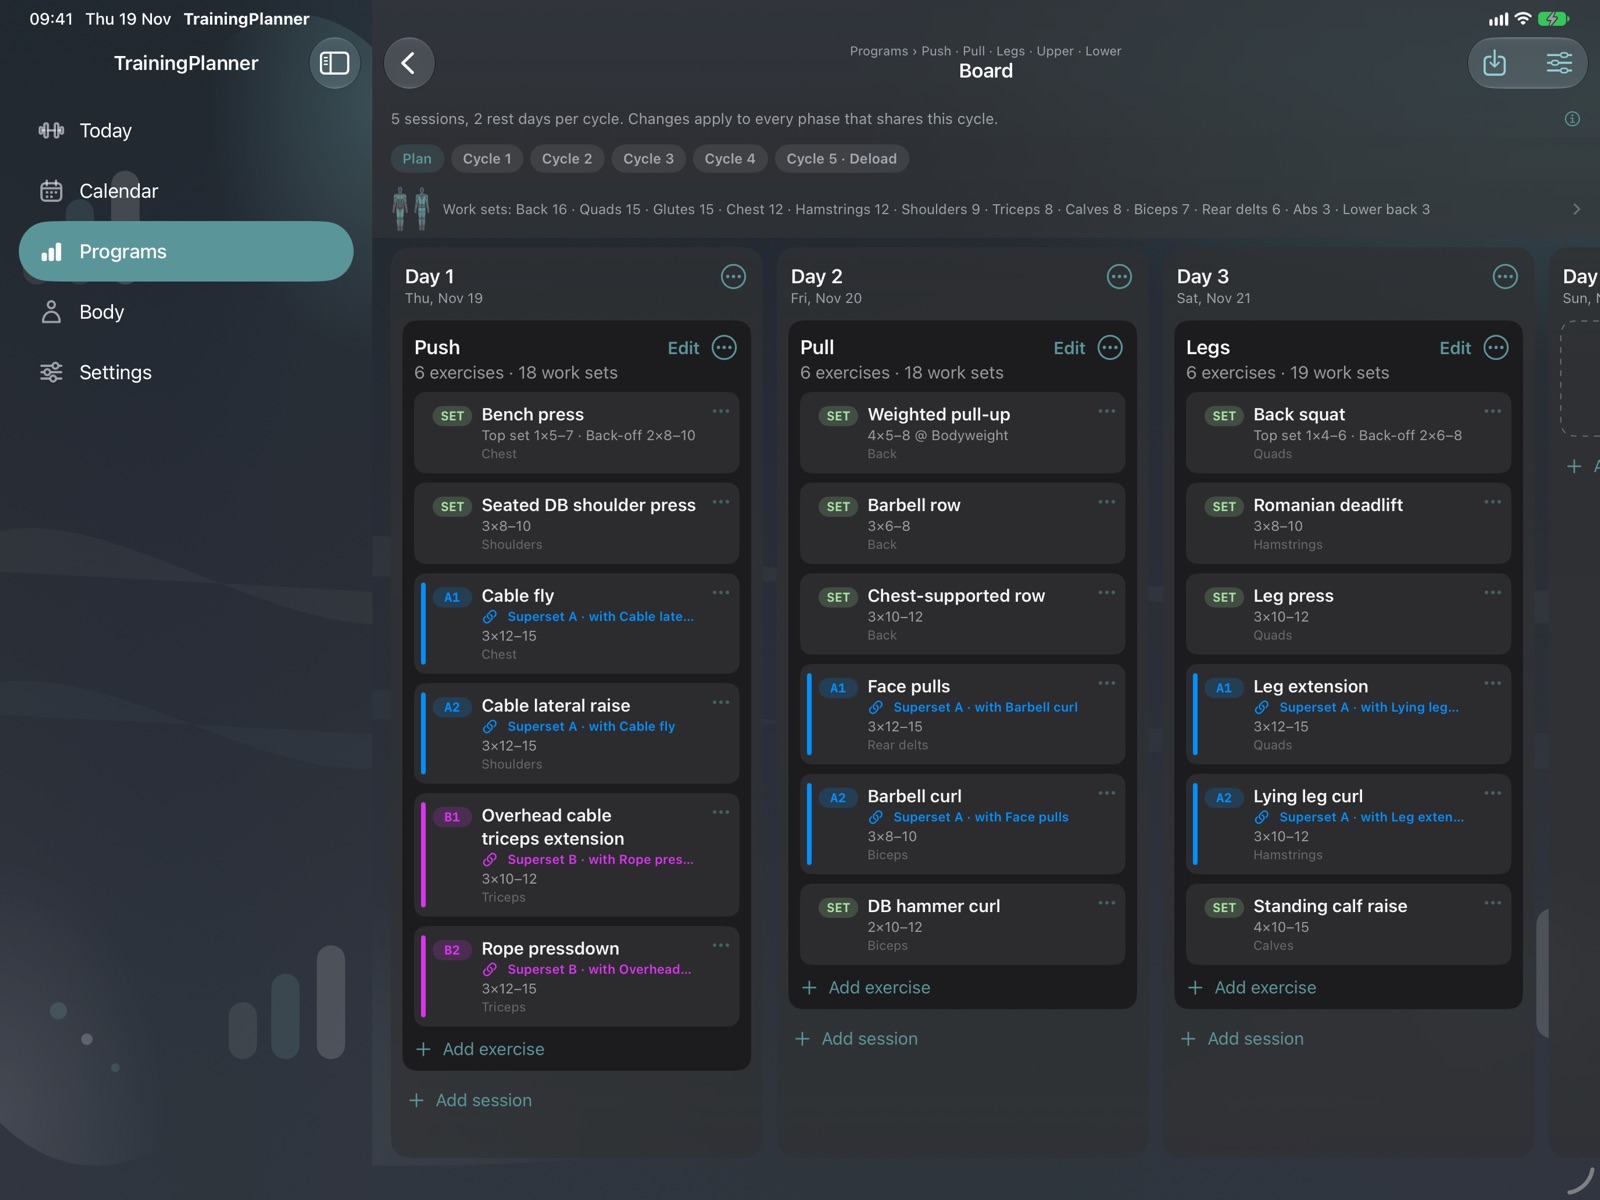 09:41 Thu 19 Nov TrainingPlanner
TrainingPlanner
Today
Calendar
Programs
Body
Settings
Programs › Push · Pull · Legs · Upper · Lower
Board
5 sessions, 2 rest days per cycle. Changes apply to every phase that shares this cycle.
Plan
Cycle 1
Cycle 2
Cycle 3
Cycle 4
Cycle 5 · Deload
Work sets: Back 16 · Quads 15 · Glutes 15 · Chest 12 · Hamstrings 12 · Shoulders 9 · Triceps 8 · Calves 8 · Biceps 7 · Rear delts 6 · Abs 3 · Lower back 3
Day 1
Thu, Nov 19
Push
Edit
6 exercises · 18 work sets
SET Bench press
Top set 1×5–7 · Back-off 2×8–10
Chest
SET Seated DB shoulder press
3×8–10
Shoulders
A1 Cable fly
Superset A · with Cable late...
3×12–15
Chest
A2 Cable lateral raise
Superset A · with Cable fly
3×12–15
Shoulders
B1 Overhead cable
triceps extension
Superset B · with Rope pres...
3×10–12
Triceps
B2 Rope pressdown
Superset B · with Overhead...
3×12–15
Triceps
+ Add exercise
+ Add session
Day 2
Fri, Nov 20
Pull
Edit
6 exercises · 18 work sets
SET Weighted pull-up
4×5–8 @ Bodyweight
Back
SET Barbell row
3×6–8
Back
SET Chest-supported row
3×10–12
Back
A1 Face pulls
Superset A · with Barbell curl
3×12–15
Rear delts
A2 Barbell curl
Superset A · with Face pulls
3×8–10
Biceps
SET DB hammer curl
2×10–12
Biceps
+ Add exercise
+ Add session
Day 3
Sat, Nov 21
Legs
Edit
6 exercises · 19 work sets
SET Back squat
Top set 1×4–6 · Back-off 2×6–8
Quads
SET Romanian deadlift
3×8–10
Hamstrings
SET Leg press
3×10–12
Quads
A1 Leg extension
Superset A · with Lying leg...
3×12–15
Quads
A2 Lying leg curl
Superset A · with Leg exten...
3×10–12
Hamstrings
SET Standing calf raise
4×10–15
Calves
+ Add exercise
+ Add session
Day
Sun,